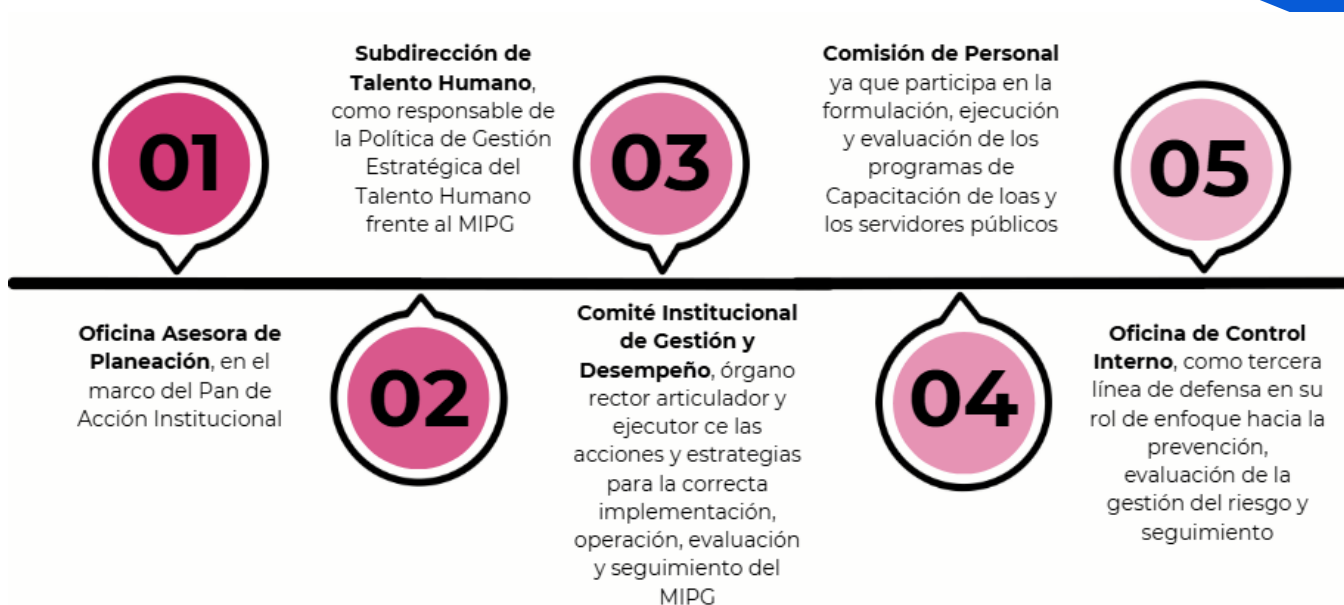 01
Oficina Asesora de
Planeación, en el
marco del Pan de
Acción Institucional
Subdirección de
Talento Humano,
como responsable de
la Política de Gestión
Estratégica del
Talento Humano
frente al MIPG
02
03
Comité Institucional
de Gestión y
Desempeño, órgano
rector articulador y
ejecutor ce las
acciones y estrategias
para la correcta
implementación,
operación, evaluación
y seguimiento del
MIPG
Comisión de Personal
ya que participa en la
formulación, ejecución
y evaluación de los
programas de
Capacitación de loas y
los servidores públicos
04
05
Oficina de Control
Interno, como tercera
línea de defensa en su
rol de enfoque hacia la
prevención,
evaluación de la
gestión del riesgo y
seguimiento